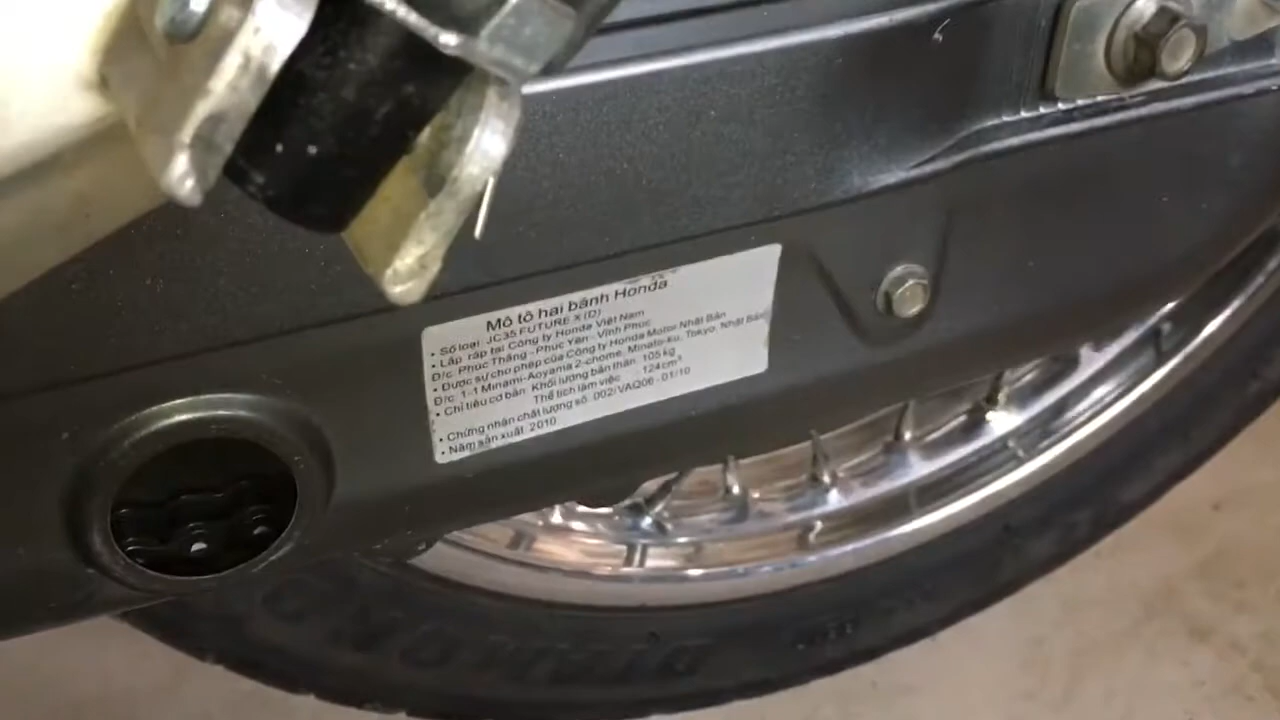 Mô tô hai bánh Honda
• Số loại JC35 FUTURE X (D)
• Lắp ráp tại Công ty Honda Việt Nam
Đ/c: Phúc Thắng - Phúc Yên - Vĩnh Phúc
• Được sự cho phép của Công ty Honda Motor Nhật Bản
Đ/c: 1-1 Minami-Aoyama 2-chome, Minato-ku, Tokyo, Nhật Bản
• Chỉ tiêu cơ bản: Khối lượng bản thân: 105 kg
Thể tích làm việc : 124 cm³
• Chứng nhận chất lượng số: 002/VAQ06 - 01/10
• Năm sản xuất: 2010